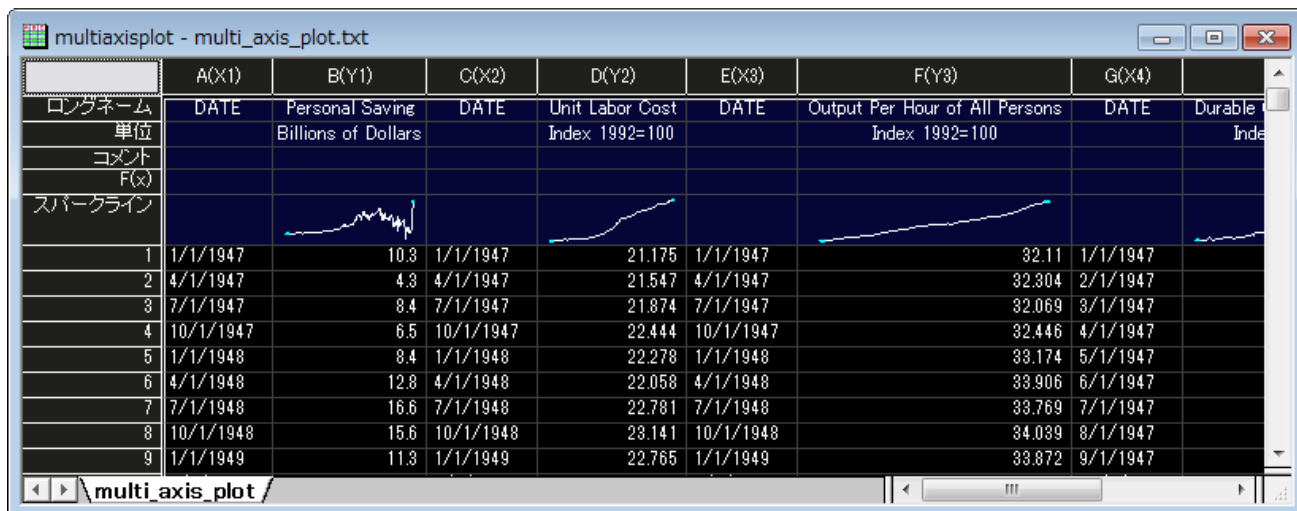 multiaxisplot - multi_axis_plot.txt
A(X1) B(Y1) C(X2) D(Y2) E(X3) F(Y3) G(X4)
ロングネーム DATE Personal Saving DATE Unit Labor Cost DATE Output Per Hour of All Persons DATE Durable
単位 Billions of Dollars Index 1992=100 Index 1992=100 Inde
コメント
F(x)
スパークライン
1 1/1/1947 10.3 1/1/1947 21.175 1/1/1947 32.11 1/1/1947
2 4/1/1947 4.3 4/1/1947 21.547 4/1/1947 32.304 2/1/1947
3 7/1/1947 8.4 7/1/1947 21.874 7/1/1947 32.069 3/1/1947
4 10/1/1947 6.5 10/1/1947 22.444 10/1/1947 32.446 4/1/1947
5 1/1/1948 8.4 1/1/1948 22.278 1/1/1948 33.174 5/1/1947
6 4/1/1948 12.8 4/1/1948 22.058 4/1/1948 33.906 6/1/1947
7 7/1/1948 16.6 7/1/1948 22.781 7/1/1948 33.769 7/1/1947
8 10/1/1948 15.6 10/1/1948 23.141 10/1/1948 34.039 8/1/1947
9 1/1/1949 11.3 1/1/1949 22.765 1/1/1949 33.872 9/1/1947
multi_axis_plot